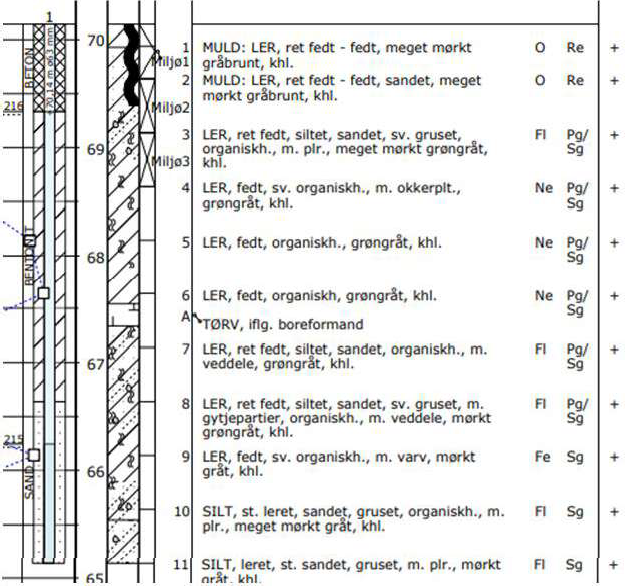 1
BETON
+70,14 m ø63 mm
216
BENTONIT
215
SAND
70
69
68
67
66
65
Miljø1
Miljø2
Miljø3
1 MULD: LER, ret fedt - fedt, meget mørkt O Re +
gråbrunt, khl.
2 MULD: LER, ret fedt - fedt, sandet, meget O Re +
mørkt gråbrunt, khl.
3 LER, ret fedt, siltet, sandet, sv. gruset, Fl Pg/ +
organiskh., m. plr., meget mørkt grøngråt, Sg
khl.
4 LER, fedt, sv. organiskh., m. okkerplt., Ne Pg/ +
grøngråt, khl. Sg
5 LER, fedt, organiskh., grøngråt, khl. Ne Pg/ +
Sg
6 LER, fedt, organiskh, grøngråt, khl. Ne Pg/ +
Sg
A TØRV, iflg. boreformand
7 LER, ret fedt, siltet, sandet, organiskh., m. Fl Pg/ +
veddele, grøngråt, khl. Sg
8 LER, ret fedt, siltet, sandet, sv. gruset, m. Fl Pg/ +
gytjepartier, organiskh., m. veddele, mørkt Sg
grøngråt, khl.
9 LER, fedt, sv. organiskh., m. varv, mørkt Fe Sg +
gråt, khl.
10 SILT, st. leret, sandet, gruset, organiskh., m. Fl Sg +
plr., meget mørkt gråt, khl.
11 SILT, leret, st. sandet, gruset, m. plr., mørkt Fl Sg +
gråt, khl.